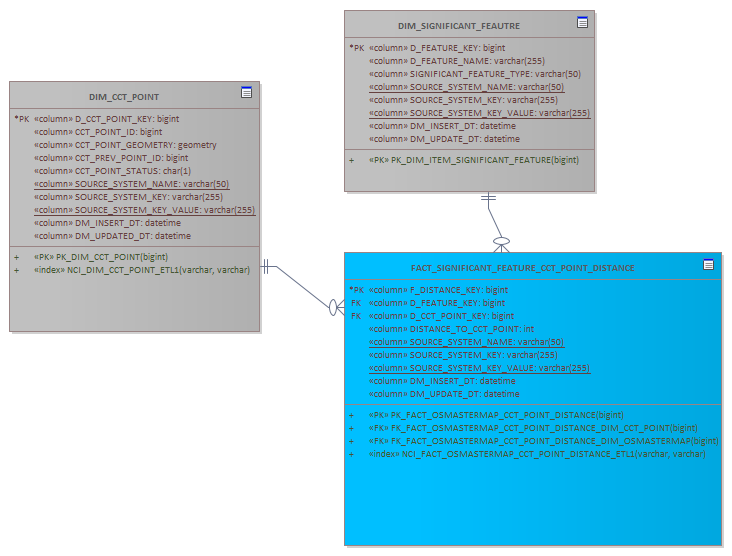 DIM_SIGNIFICANT_FEAUTRE
*PK «column» D_FEATURE_KEY: bigint
«column» D_FEATURE_NAME: varchar(255)
«column» SIGNIFICANT_FEATURE_TYPE: varchar(50)
«column» SOURCE_SYSTEM_NAME: varchar(50)
«column» SOURCE_SYSTEM_KEY: varchar(255)
«column» SOURCE_SYSTEM_KEY_VALUE: varchar(255)
«column» DM_INSERT_DT: datetime
«column» DM_UPDATE_DT: datetime
+ «PK» PK_DIM_ITEM_SIGNIFICANT_FEATURE(bigint)
DIM_CCT_POINT
*PK «column» D_CCT_POINT_KEY: bigint
«column» CCT_POINT_ID: bigint
«column» CCT_POINT_GEOMETRY: geometry
«column» CCT_PREV_POINT_ID: bigint
«column» CCT_POINT_STATUS: char(1)
«column» SOURCE_SYSTEM_NAME: varchar(50)
«column» SOURCE_SYSTEM_KEY: varchar(255)
«column» SOURCE_SYSTEM_KEY_VALUE: varchar(255)
«column» DM_INSERT_DT: datetime
«column» DM_UPDATED_DT: datetime
+ «PK» PK_DIM_CCT_POINT(bigint)
+ «index» NCI_DIM_CCT_POINT_ETL1(varchar, varchar)
FACT_SIGNIFICANT_FEATURE_CCT_POINT_DISTANCE
*PK «column» F_DISTANCE_KEY: bigint
FK «column» D_FEATURE_KEY: bigint
FK «column» D_CCT_POINT_KEY: bigint
«column» DISTANCE_TO_CCT_POINT: int
«column» SOURCE_SYSTEM_NAME: varchar(50)
«column» SOURCE_SYSTEM_KEY: varchar(255)
«column» SOURCE_SYSTEM_KEY_VALUE: varchar(255)
«column» DM_INSERT_DT: datetime
«column» DM_UPDATE_DT: datetime
+ «PK» PK_FACT_OSMASTERMAP_CCT_POINT_DISTANCE(bigint)
+ «FK» FK_FACT_OSMASTERMAP_CCT_POINT_DISTANCE_DIM_CCT_POINT(bigint)
+ «FK» FK_FACT_OSMASTERMAP_CCT_POINT_DISTANCE_DIM_OSMASTERMAP(bigint)
+ «index» NCI_FACT_OSMASTERMAP_CCT_POINT_DISTANCE_ETL1(varchar, varchar)